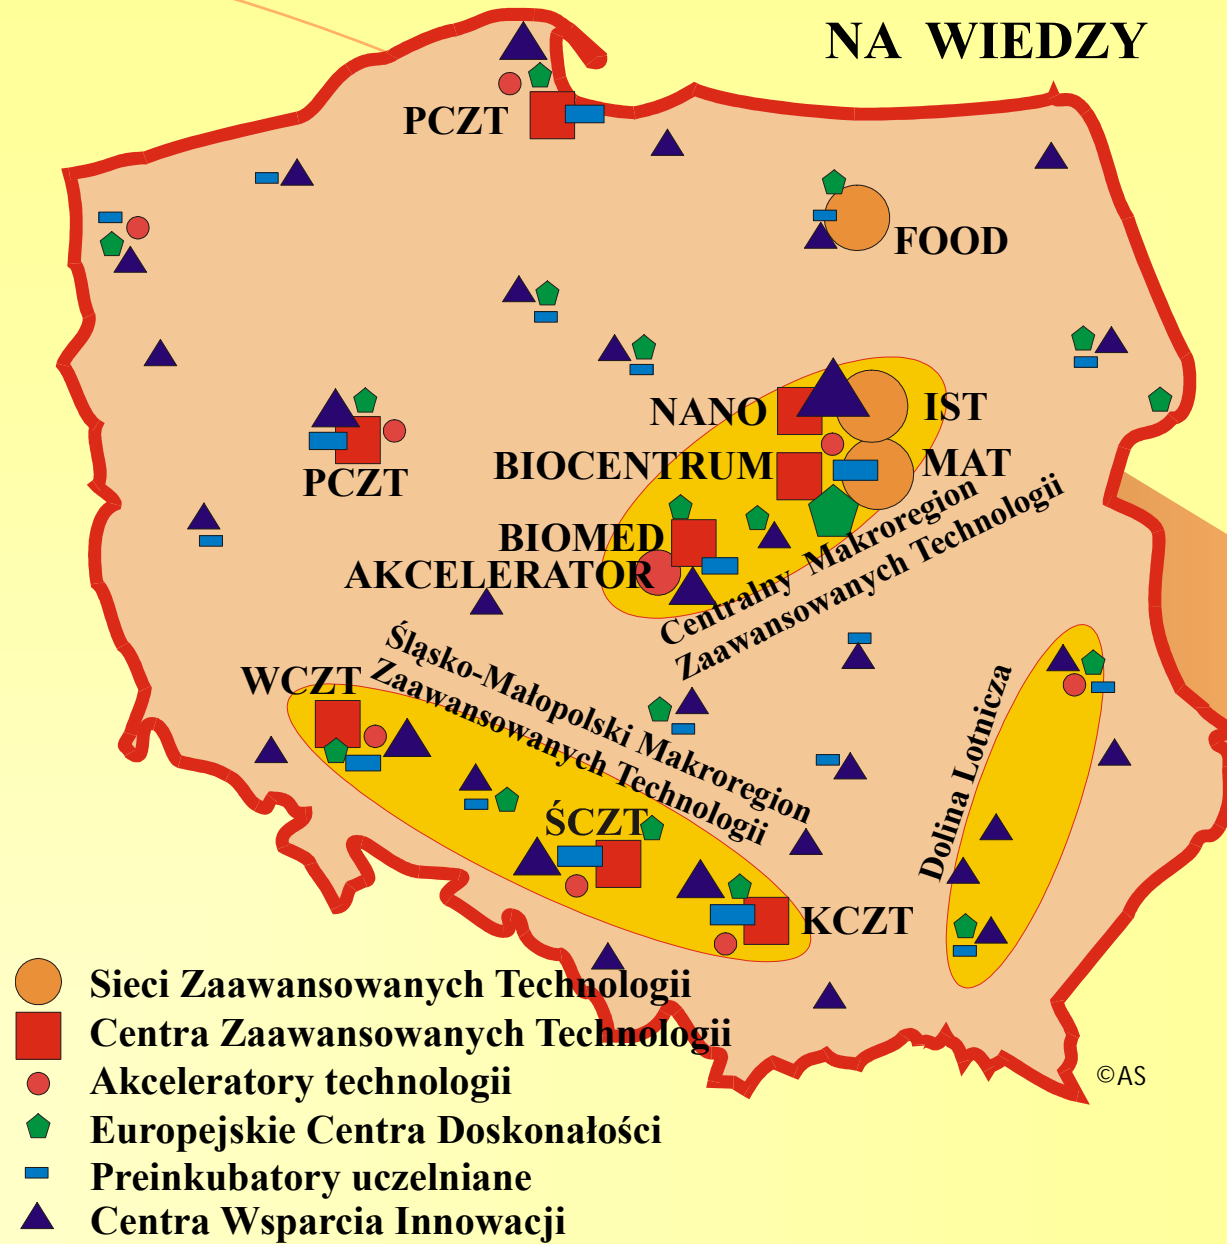 NA WIEDZY
PCZT
FOOD
NANO
IST
BIOCENTRUM
MAT
PCZT
BIOMED
AKCELERATOR
Centralny Makroregion
Zaawansowanych Technologii
Śląsko-Małopolski Makroregion
Zaawansowanych Technologii
WCZT
Dolina Lotnicza
ŚCZT
KCZT
Sieci Zaawansowanych Technologii
Centra Zaawansowanych Technologii
Akceleratory technologii
Europejskie Centra Doskonałości
Preinkubatory uczelniane
Centra Wsparcia Innowacji
©AS